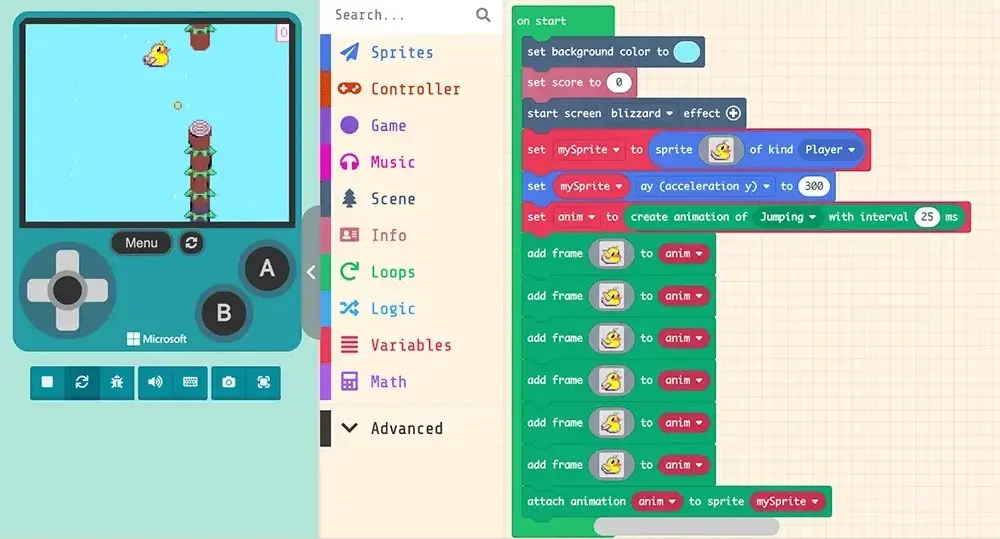 0
Menu
A
B
Microsoft
Search...
Sprites
Controller
Game
Music
Scene
Info
Loops
Logic
Variables
Math
Advanced
on start
set background color to
set score to 0
start screen blizzard effect
set mySprite to sprite of kind Player
set mySprite ay (acceleration y) to 300
set anim to create animation of Jumping with interval 25 ms
add frame to anim
add frame to anim
add frame to anim
add frame to anim
add frame to anim
add frame to anim
attach animation anim to sprite mySprite